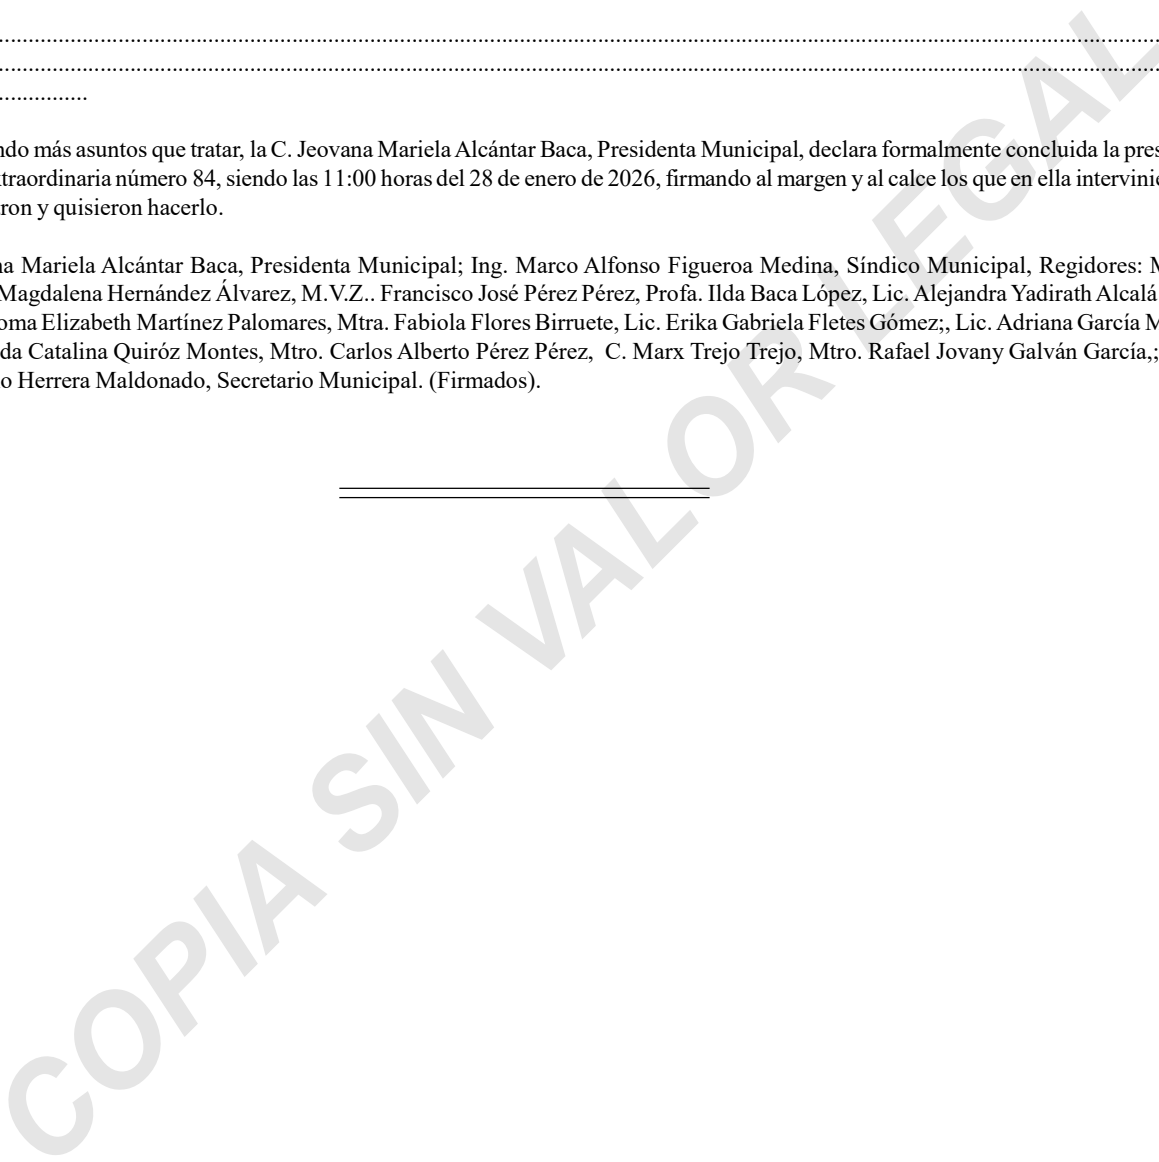 ................................................................................................................................................................................................
................................................................................................................................................................................................
...............
ndo más asuntos que tratar, la C. Jeovana Mariela Alcántar Baca, Presidenta Municipal, declara formalmente concluida la pres
traordinaria número 84, siendo las 11:00 horas del 28 de enero de 2026, firmando al margen y al calce los que en ella intervinie
ron y quisieron hacerlo.
na Mariela Alcántar Baca, Presidenta Municipal; Ing. Marco Alfonso Figueroa Medina, Síndico Municipal, Regidores: M
Magdalena Hernández Álvarez, M.V.Z.. Francisco José Pérez Pérez, Profa. Ilda Baca López, Lic. Alejandra Yadirath Alcalá
oma Elizabeth Martínez Palomares, Mtra. Fabiola Flores Birruete, Lic. Erika Gabriela Fletes Gómez;, Lic. Adriana García M
da Catalina Quiróz Montes, Mtro. Carlos Alberto Pérez Pérez, C. Marx Trejo Trejo, Mtro. Rafael Jovany Galván García,;
o Herrera Maldonado, Secretario Municipal. (Firmados).
COPIA SIN VALOR LEGAL